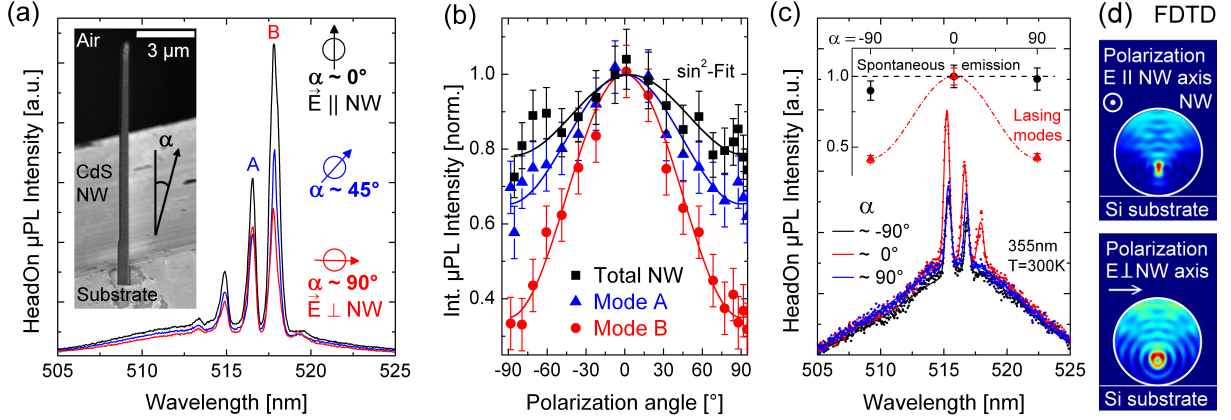 (a)
Air
3 μm
CdS
NW
α
Substrate
A
B
α ~ 0°
E || NW
α ~ 45°
α ~ 90°
E ⊥ NW
HeadOn μPL Intensity [a.u.]
505
510
515
520
525
Wavelength [nm]
(b)
sin²-Fit
Total NW
Mode A
Mode B
Int. μPL Intensity [norm.]
1.0
0.8
0.6
0.4
-90
-60
-30
0
30
60
90
Polarization angle [°]
(c)
α = -90
0
90
Spontaneous emission
Lasing
modes
1.0
0.5
α
~ -90°
~ 0°
~ 90°
355nm
T=300K
HeadOn μPL Intensity [a.u.]
505
510
515
520
525
Wavelength [nm]
(d) FDTD
Polarization
E || NW axis
NW
Si substrate
Polarization
E⊥NW axis
Si substrate